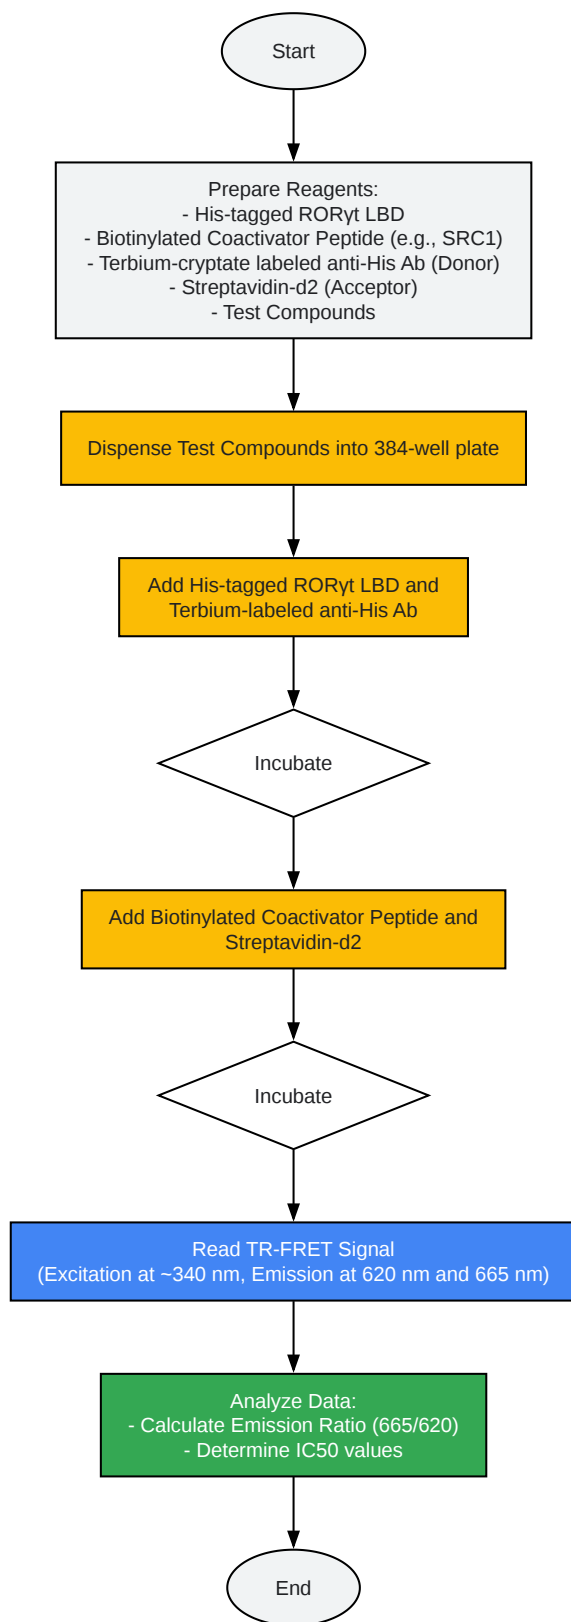 Start
Prepare Reagents:
- His-tagged RORγt LBD
- Biotinylated Coactivator Peptide (e.g., SRC1)
- Terbium-cryptate labeled anti-His Ab (Donor)
- Streptavidin-d2 (Acceptor)
- Test Compounds
Dispense Test Compounds into 384-well plate
Add His-tagged RORγt LBD and
Terbium-labeled anti-His Ab
Incubate
Add Biotinylated Coactivator Peptide and
Streptavidin-d2
Incubate
Read TR-FRET Signal
(Excitation at ~340 nm, Emission at 620 nm and 665 nm)
Analyze Data:
- Calculate Emission Ratio (665/620)
- Determine IC50 values
End